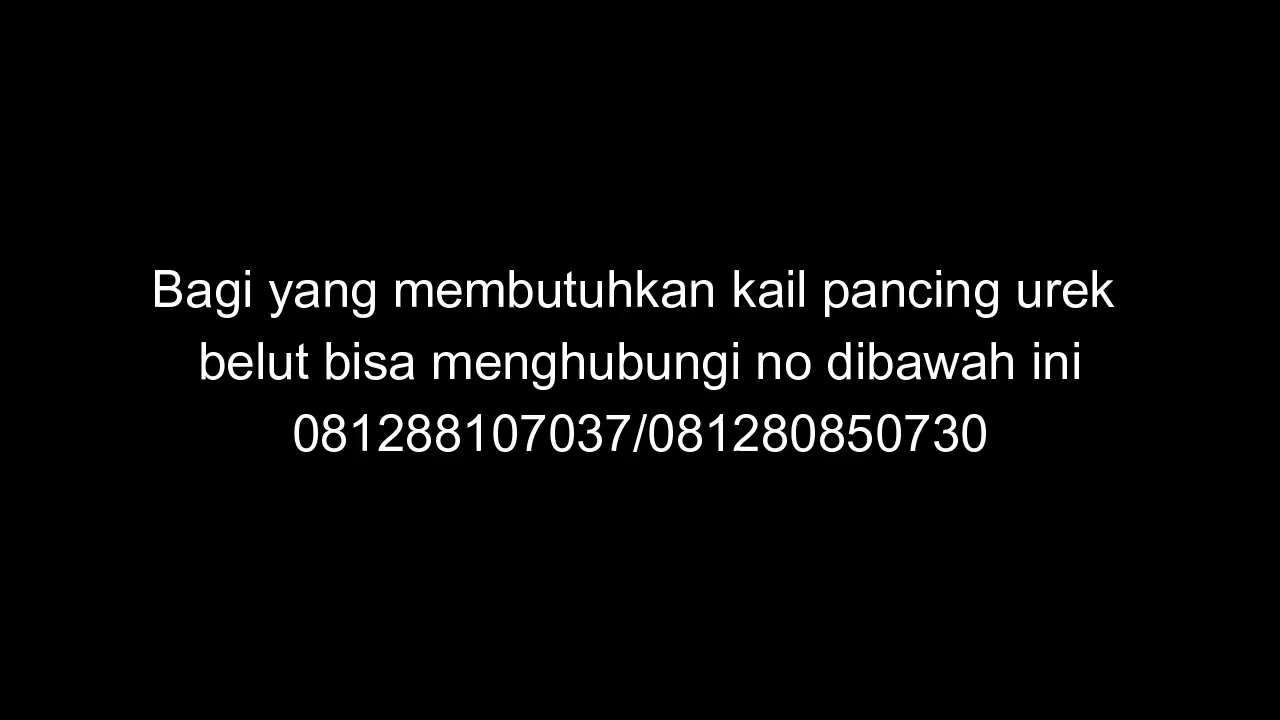 Bagi yang membutuhkan kail pancing urek
belut bisa menghubungi no dibawah ini
081288107037/081280850730